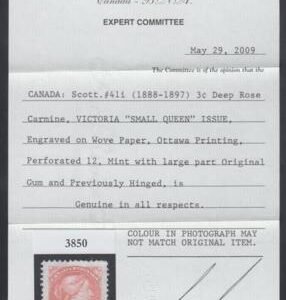 Canada - B.N.A.
EXPERT COMMITTEE
May 29, 2009
The Committee is of the opinion that the
CANADA: Scott.#41i (1888-1897) 3c Deep Rose
Carmine, VICTORIA "SMALL QUEEN" ISSUE,
Engraved on Wove Paper, Ottawa Printing,
Perforated 12, Mint with large part Original
Gum and Previously Hinged, is
Genuine in all respects.
COLOUR IN PHOTOGRAPH MAY
NOT MATCH ORIGINAL ITEM.
3850